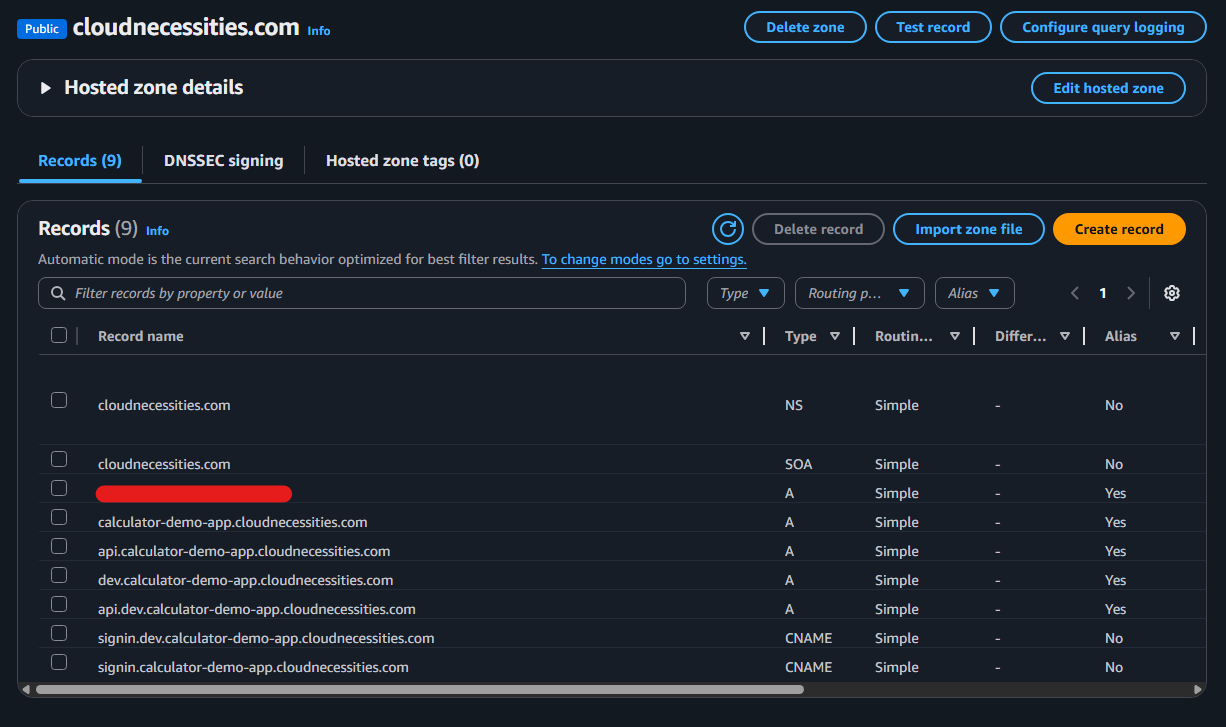 Public cloudnecessities.com Info Delete zone Test record Configure query logging
Hosted zone details Edit hosted zone
Records (9) DNSSEC signing Hosted zone tags (0)
Records (9) Info Delete record Import zone file Create record
Automatic mode is the current search behavior optimized for best filter results. To change modes go to settings.
Filter records by property or value Type Routing p... Alias 1
Record name Type Routin... Differ... Alias
cloudnecessities.com NS Simple - No
cloudnecessities.com SOA Simple - No
A Simple - Yes
calculator-demo-app.cloudnecessities.com A Simple - Yes
api.calculator-demo-app.cloudnecessities.com A Simple - Yes
dev.calculator-demo-app.cloudnecessities.com A Simple - Yes
api.dev.calculator-demo-app.cloudnecessities.com A Simple - Yes
signin.dev.calculator-demo-app.cloudnecessities.com CNAME Simple - No
signin.calculator-demo-app.cloudnecessities.com CNAME Simple - No